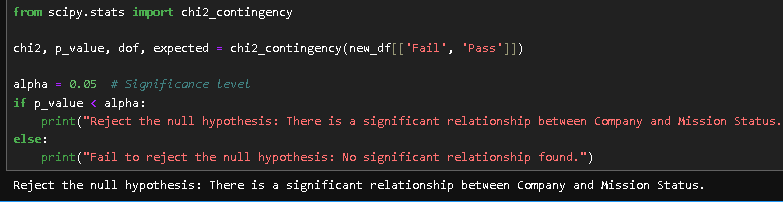 from scipy.stats import chi2_contingency
chi2, p_value, dof, expected = chi2_contingency(new_df[['Fail', 'Pass']])
alpha = 0.05  # Significance level
if p_value < alpha:
    print("Reject the null hypothesis: There is a significant relationship between Company and Mission Status.
else:
    print("Fail to reject the null hypothesis: No significant relationship found.")
Reject the null hypothesis: There is a significant relationship between Company and Mission Status.